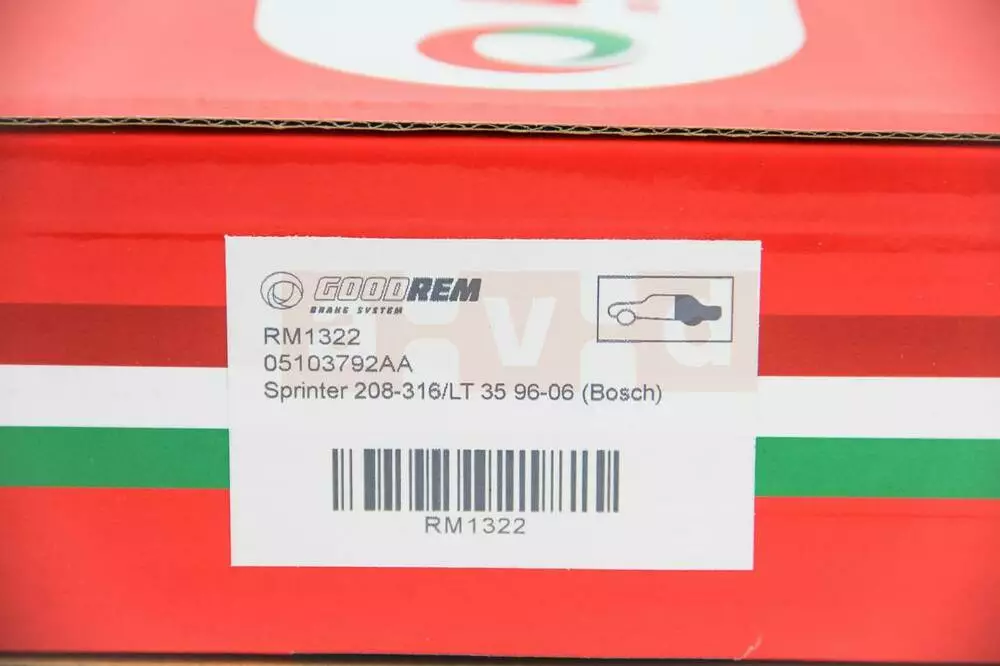 GOODREM
BRAKE SYSTEM
RM1322
05103792AA
Sprinter 208-316/LT 35 96-06 (Bosch)
RM1322